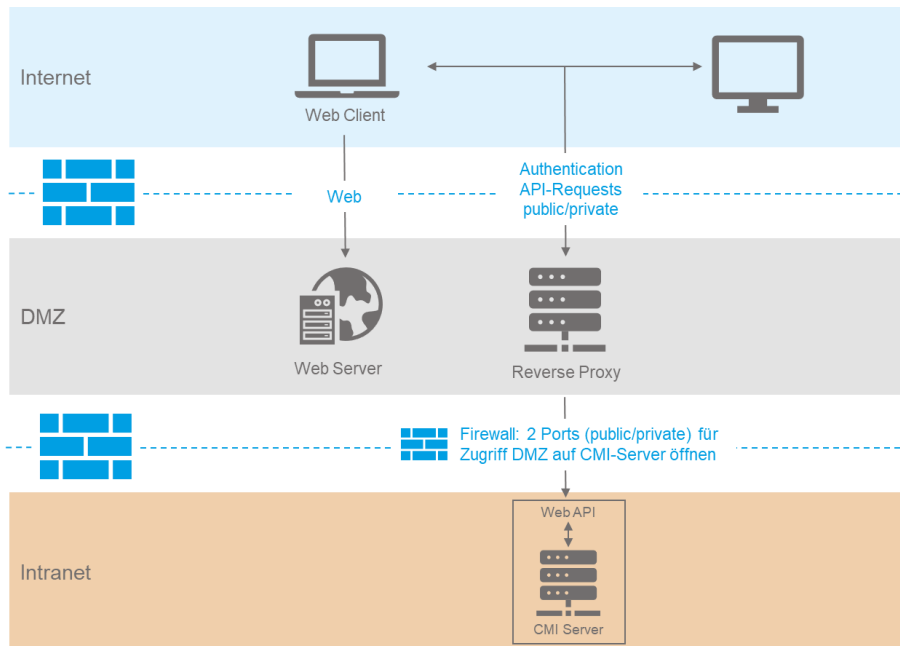 Internet
Web Client
Web
Authentication
API-Requests
public/private
DMZ
Web Server
Reverse Proxy
Firewall: 2 Ports (public/private) für
Zugriff DMZ auf CMI-Server öffnen
Intranet
Web API
CMI Server